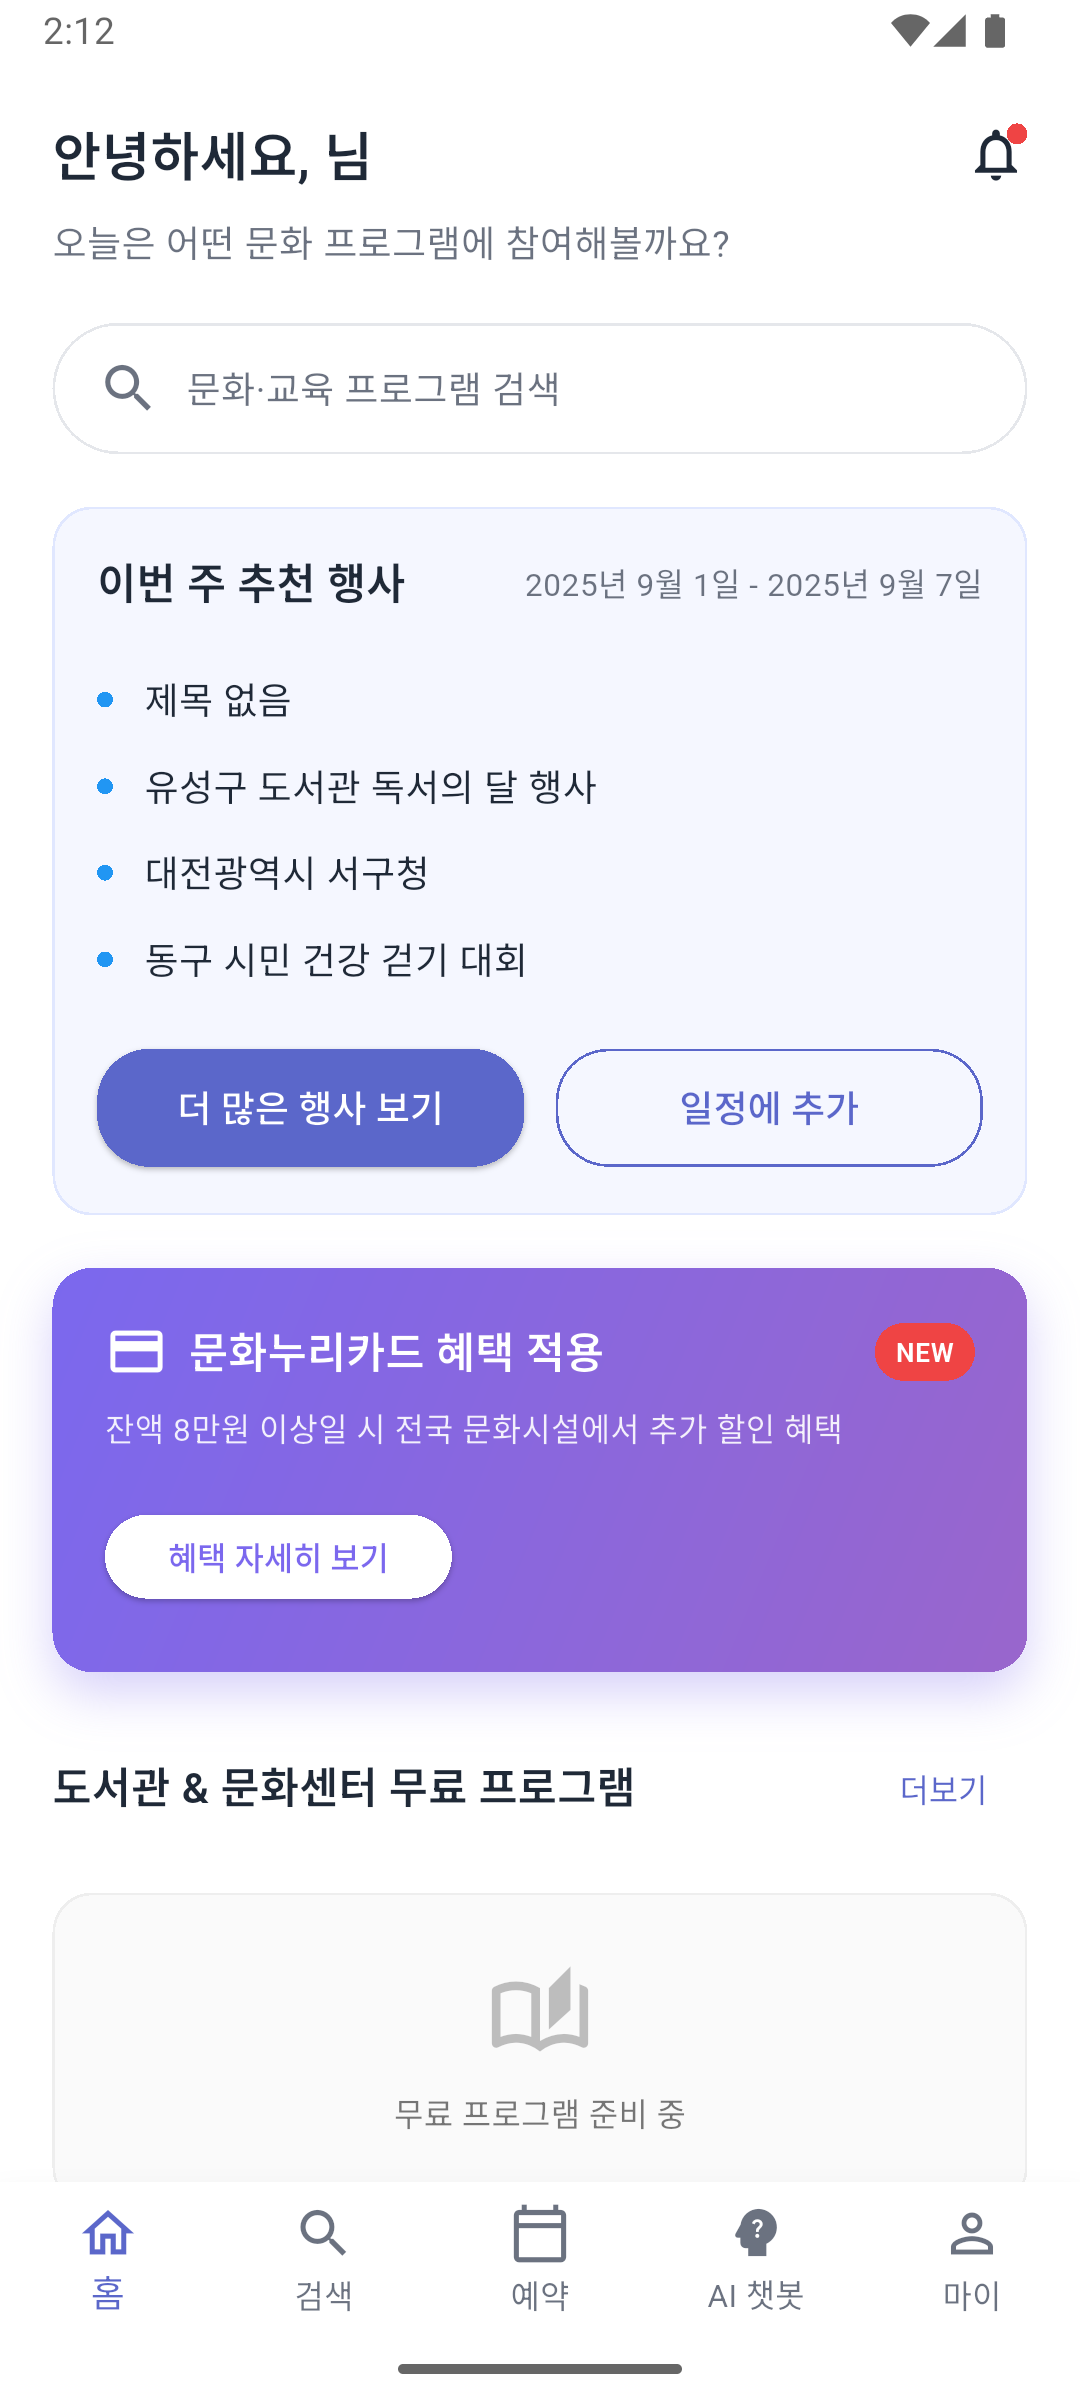 2:12
안녕하세요, 님
오늘은 어떤 문화 프로그램에 참여해볼까요?
문화·교육 프로그램 검색
이번 주 추천 행사
2025년 9월 1일 - 2025년 9월 7일
제목 없음
유성구 도서관 독서의 달 행사
대전광역시 서구청
동구 시민 건강 걷기 대회
더 많은 행사 보기
일정에 추가
문화누리카드 혜택 적용
NEW
잔액 8만원 이상일 시 전국 문화시설에서 추가 할인 혜택
혜택 자세히 보기
도서관 & 문화센터 무료 프로그램
더보기
무료 프로그램 준비 중
홈
검색
예약
AI 챗봇
마이